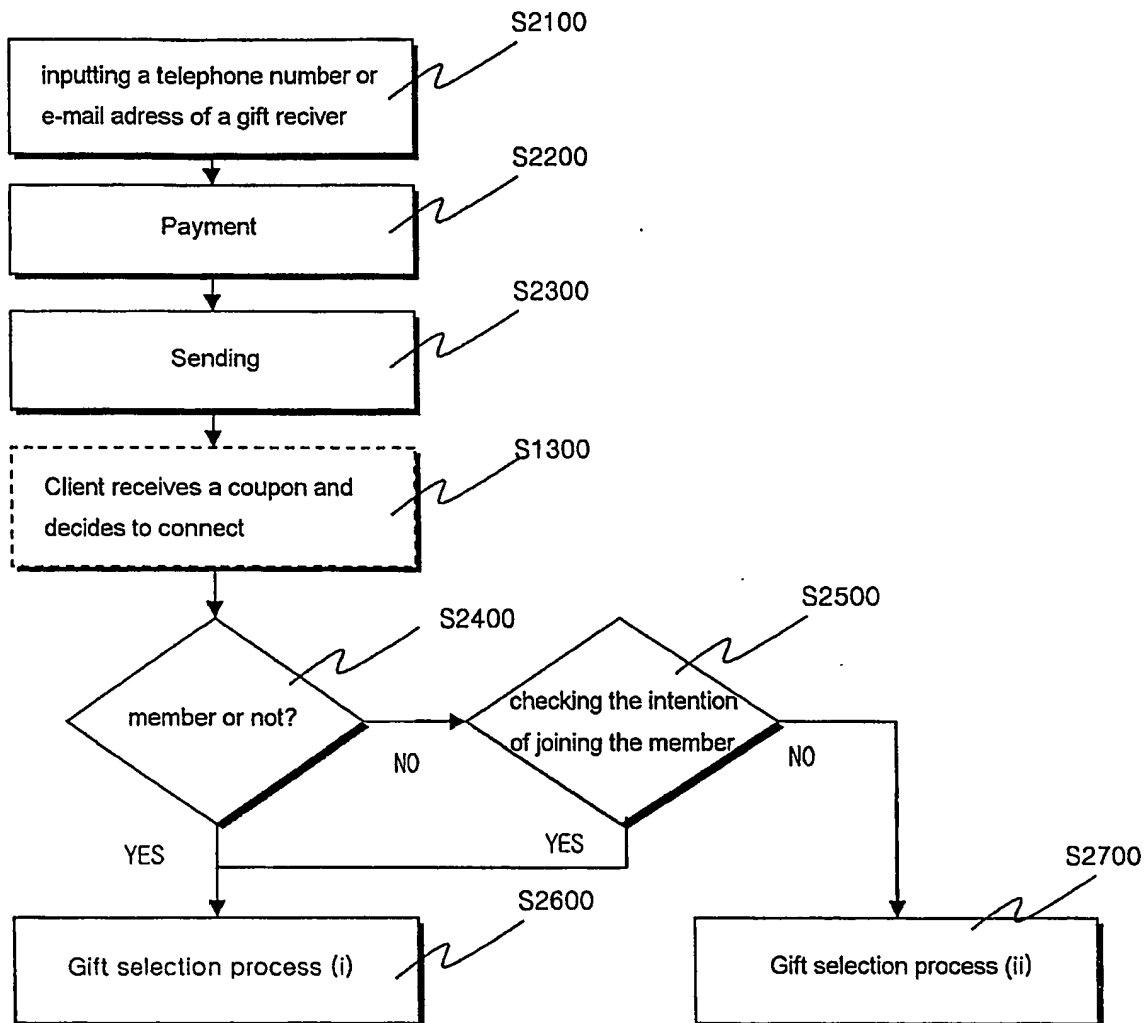 S2100
inputting a telephone number or
e-mail adress of a gift reciver
S2200
Payment
S2300
Sending
S1300
Client receives a coupon and
decides to connect
S2400
member or not?
NO
YES
S2500
checking the intention
of joining the member
NO
YES
S2600
Gift selection process (i)
S2700
Gift selection process (ii)